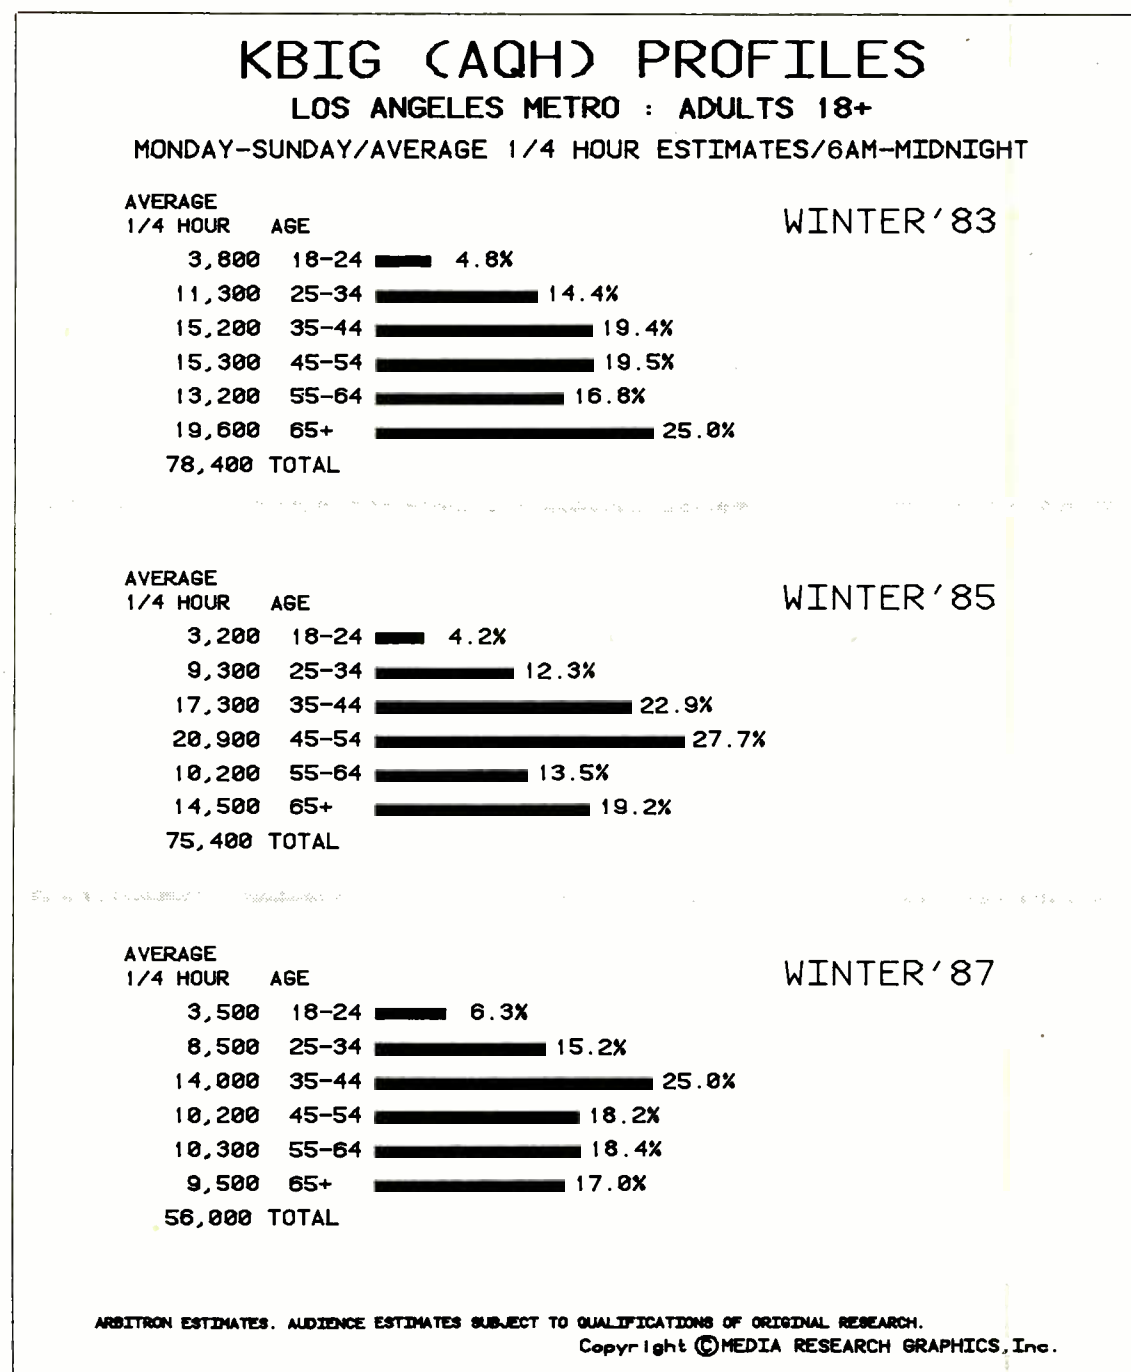 KBIG (AQH) PROFILES
LOS ANGELES METRO : ADULTS 18+
MONDAY-SUNDAY/AVERAGE 1/4 HOUR ESTIMATES/6AM-MIDNIGHT
AVERAGE
1/4 HOUR AGE WINTER'83
3,800 18-24 4.8%
11,300 25-34 14.4%
15,200 35-44 19.4%
15,300 45-54 19.5%
13,200 55-64 16.8%
19,600 65+ 25.0%
78,400 TOTAL
AVERAGE
1/4 HOUR AGE WINTER'85
3,200 18-24 4.2%
9,300 25-34 12.3%
17,300 35-44 22.9%
20,900 45-54 27.7%
10,200 55-64 13.5%
14,500 65+ 19.2%
75,400 TOTAL
AVERAGE
1/4 HOUR AGE WINTER'87
3,500 18-24 6.3%
8,500 25-34 15.2%
14,000 35-44 25.0%
10,200 45-54 18.2%
10,300 55-64 18.4%
9,500 65+ 17.0%
56,000 TOTAL
ARBITRON ESTIMATES. AUDIENCE ESTIMATES SUBJECT TO QUALIFICATIONS OF ORIGINAL RESEARCH.
Copyright ©MEDIA RESEARCH GRAPHICS, Inc.